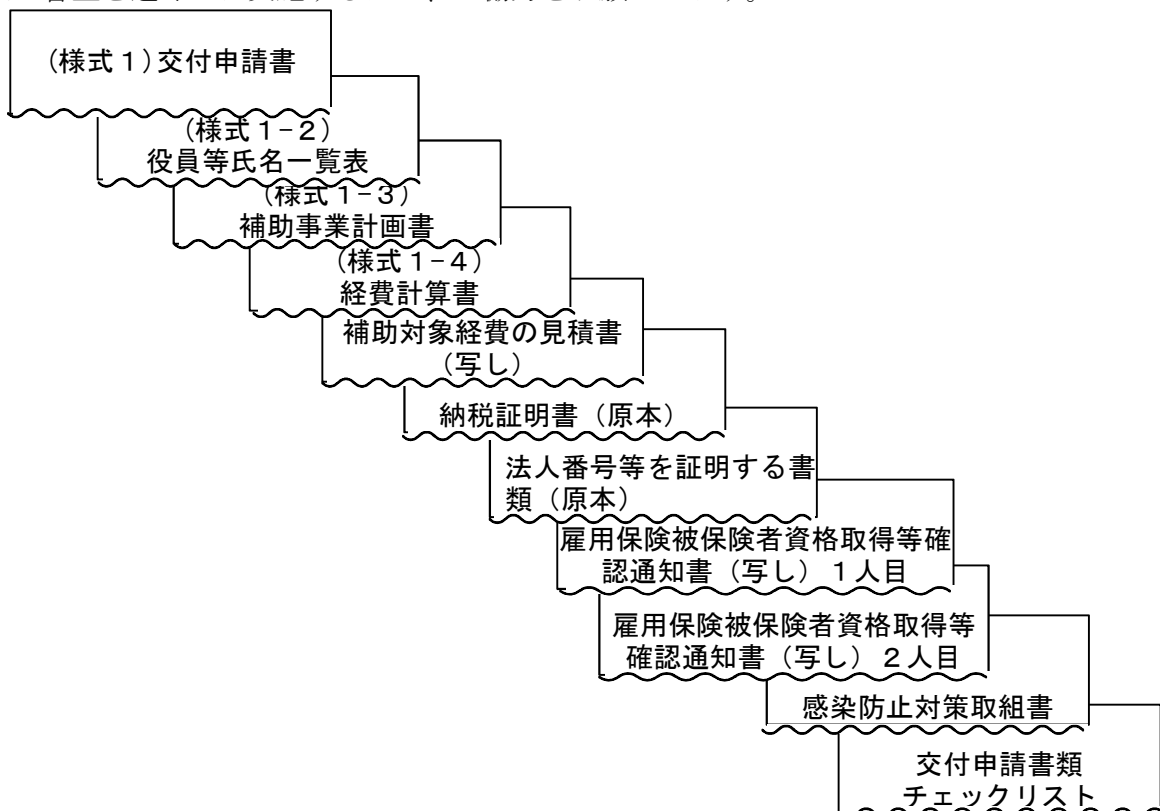 (様式１)交付申請書
(様式１-２)
役員等氏名一覧表
(様式１-３)
補助事業計画書
(様式１-４)
経費計算書
補助対象経費の見積書
（写し）
納税証明書（原本）
法人番号等を証明する書
類（原本）
雇用保険被保険者資格取得等確
認通知書（写し）１人目
雇用保険被保険者資格取得等
確認通知書（写し）２人目
感染防止対策取組書
交付申請書類
チェックリスト